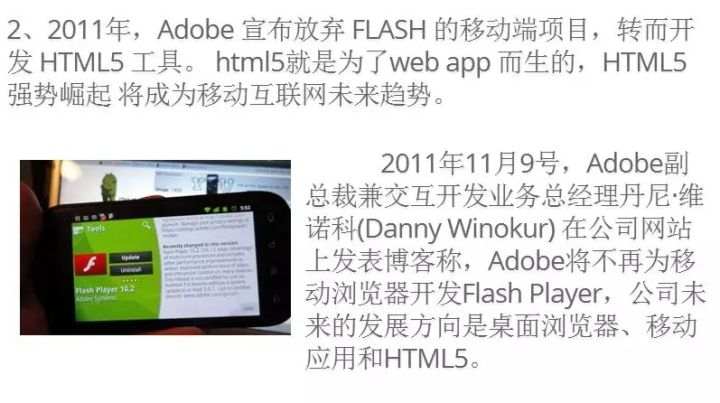 2、2011年，Adobe 宣布放弃 FLASH 的移动端项目，转而开
发 HTML5 工具。 html5就是为了web app 而生的，HTML5
强势崛起 将成为移动互联网未来趋势。
2011年11月9号，Adobe副
总裁兼交互开发业务总经理丹尼·维
诺科(Danny Winokur) 在公司网站
上发表博客称，Adobe将不再为移
动浏览器开发Flash Player，公司未
来的发展方向是桌面浏览器、移动
应用和HTML5。
5:52
Tools
Update
Uninstall
Flash Player 10.2
Adobe Systems
Recently changed in this version